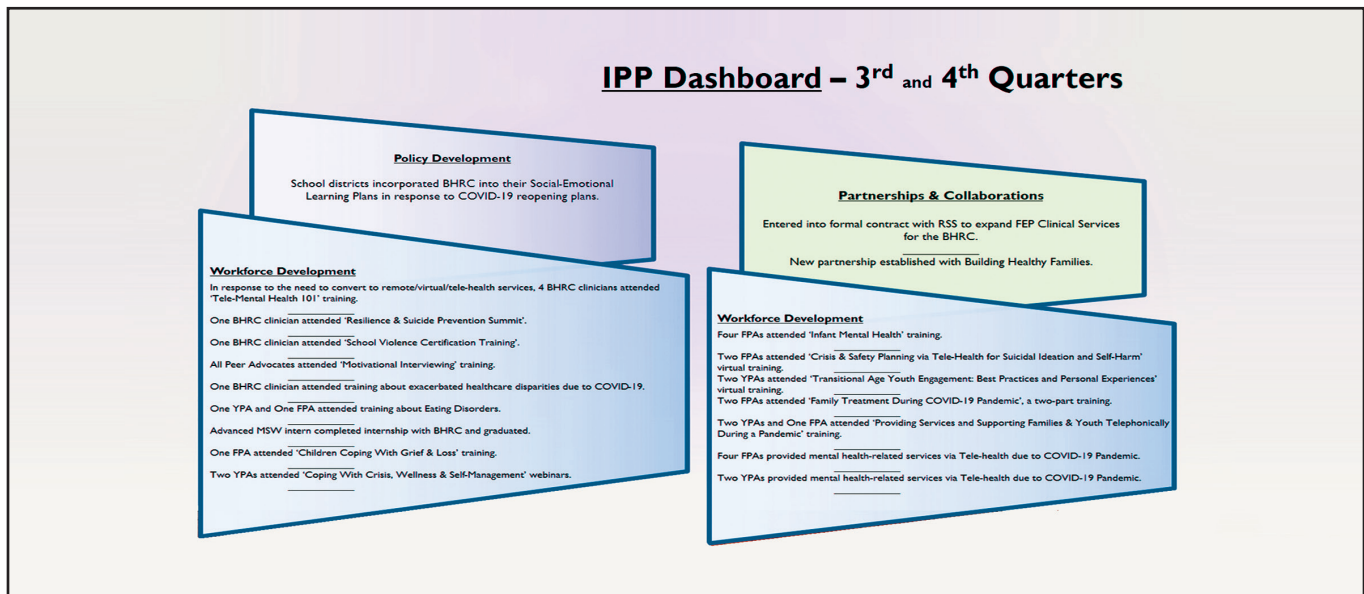 IPP Dashboard – 3rd and 4th Quarters
Policy Development
School districts incorporated BHRC into their Social-Emotional
Learning Plans in response to COVID-19 reopening plans.
Workforce Development
In response to the need to convert to remote/virtual/tele-health services, 4 BHRC clinicians attended
'Tele-Mental Health 101' training.
One BHRC clinician attended 'Resilience & Suicide Prevention Summit'.
One BHRC clinician attended 'School Violence Certification Training'.
All Peer Advocates attended 'Motivational Interviewing' training.
One BHRC clinician attended training about exacerbated healthcare disparities due to COVID-19.
One YPA and One FPA attended training about Eating Disorders.
Advanced MSW intern completed internship with BHRC and graduated.
One FPA attended 'Children Coping With Grief & Loss' training.
Two YPAs attended 'Coping With Crisis, Wellness & Self-Management' webinars.
Partnerships & Collaborations
Entered into formal contract with RSS to expand FEP Clinical Services
for the BHRC.
New partnership established with Building Healthy Families.
Workforce Development
Four FPAs attended 'Infant Mental Health' training.
Two FPAs attended 'Crisis & Safety Planning via Tele-Health for Suicidal Ideation and Self-Harm'
virtual training.
Two YPAs attended 'Transitional Age Youth Engagement: Best Practices and Personal Experiences'
virtual training.
Two FPAs attended 'Family Treatment During COVID-19 Pandemic', a two-part training.
Two YPAs and One FPA attended 'Providing Services and Supporting Families & Youth Telephonically
During a Pandemic' training.
Four FPAs provided mental health-related services via Tele-health due to COVID-19 Pandemic.
Two YPAs provided mental health-related services via Tele-health due to COVID-19 Pandemic.